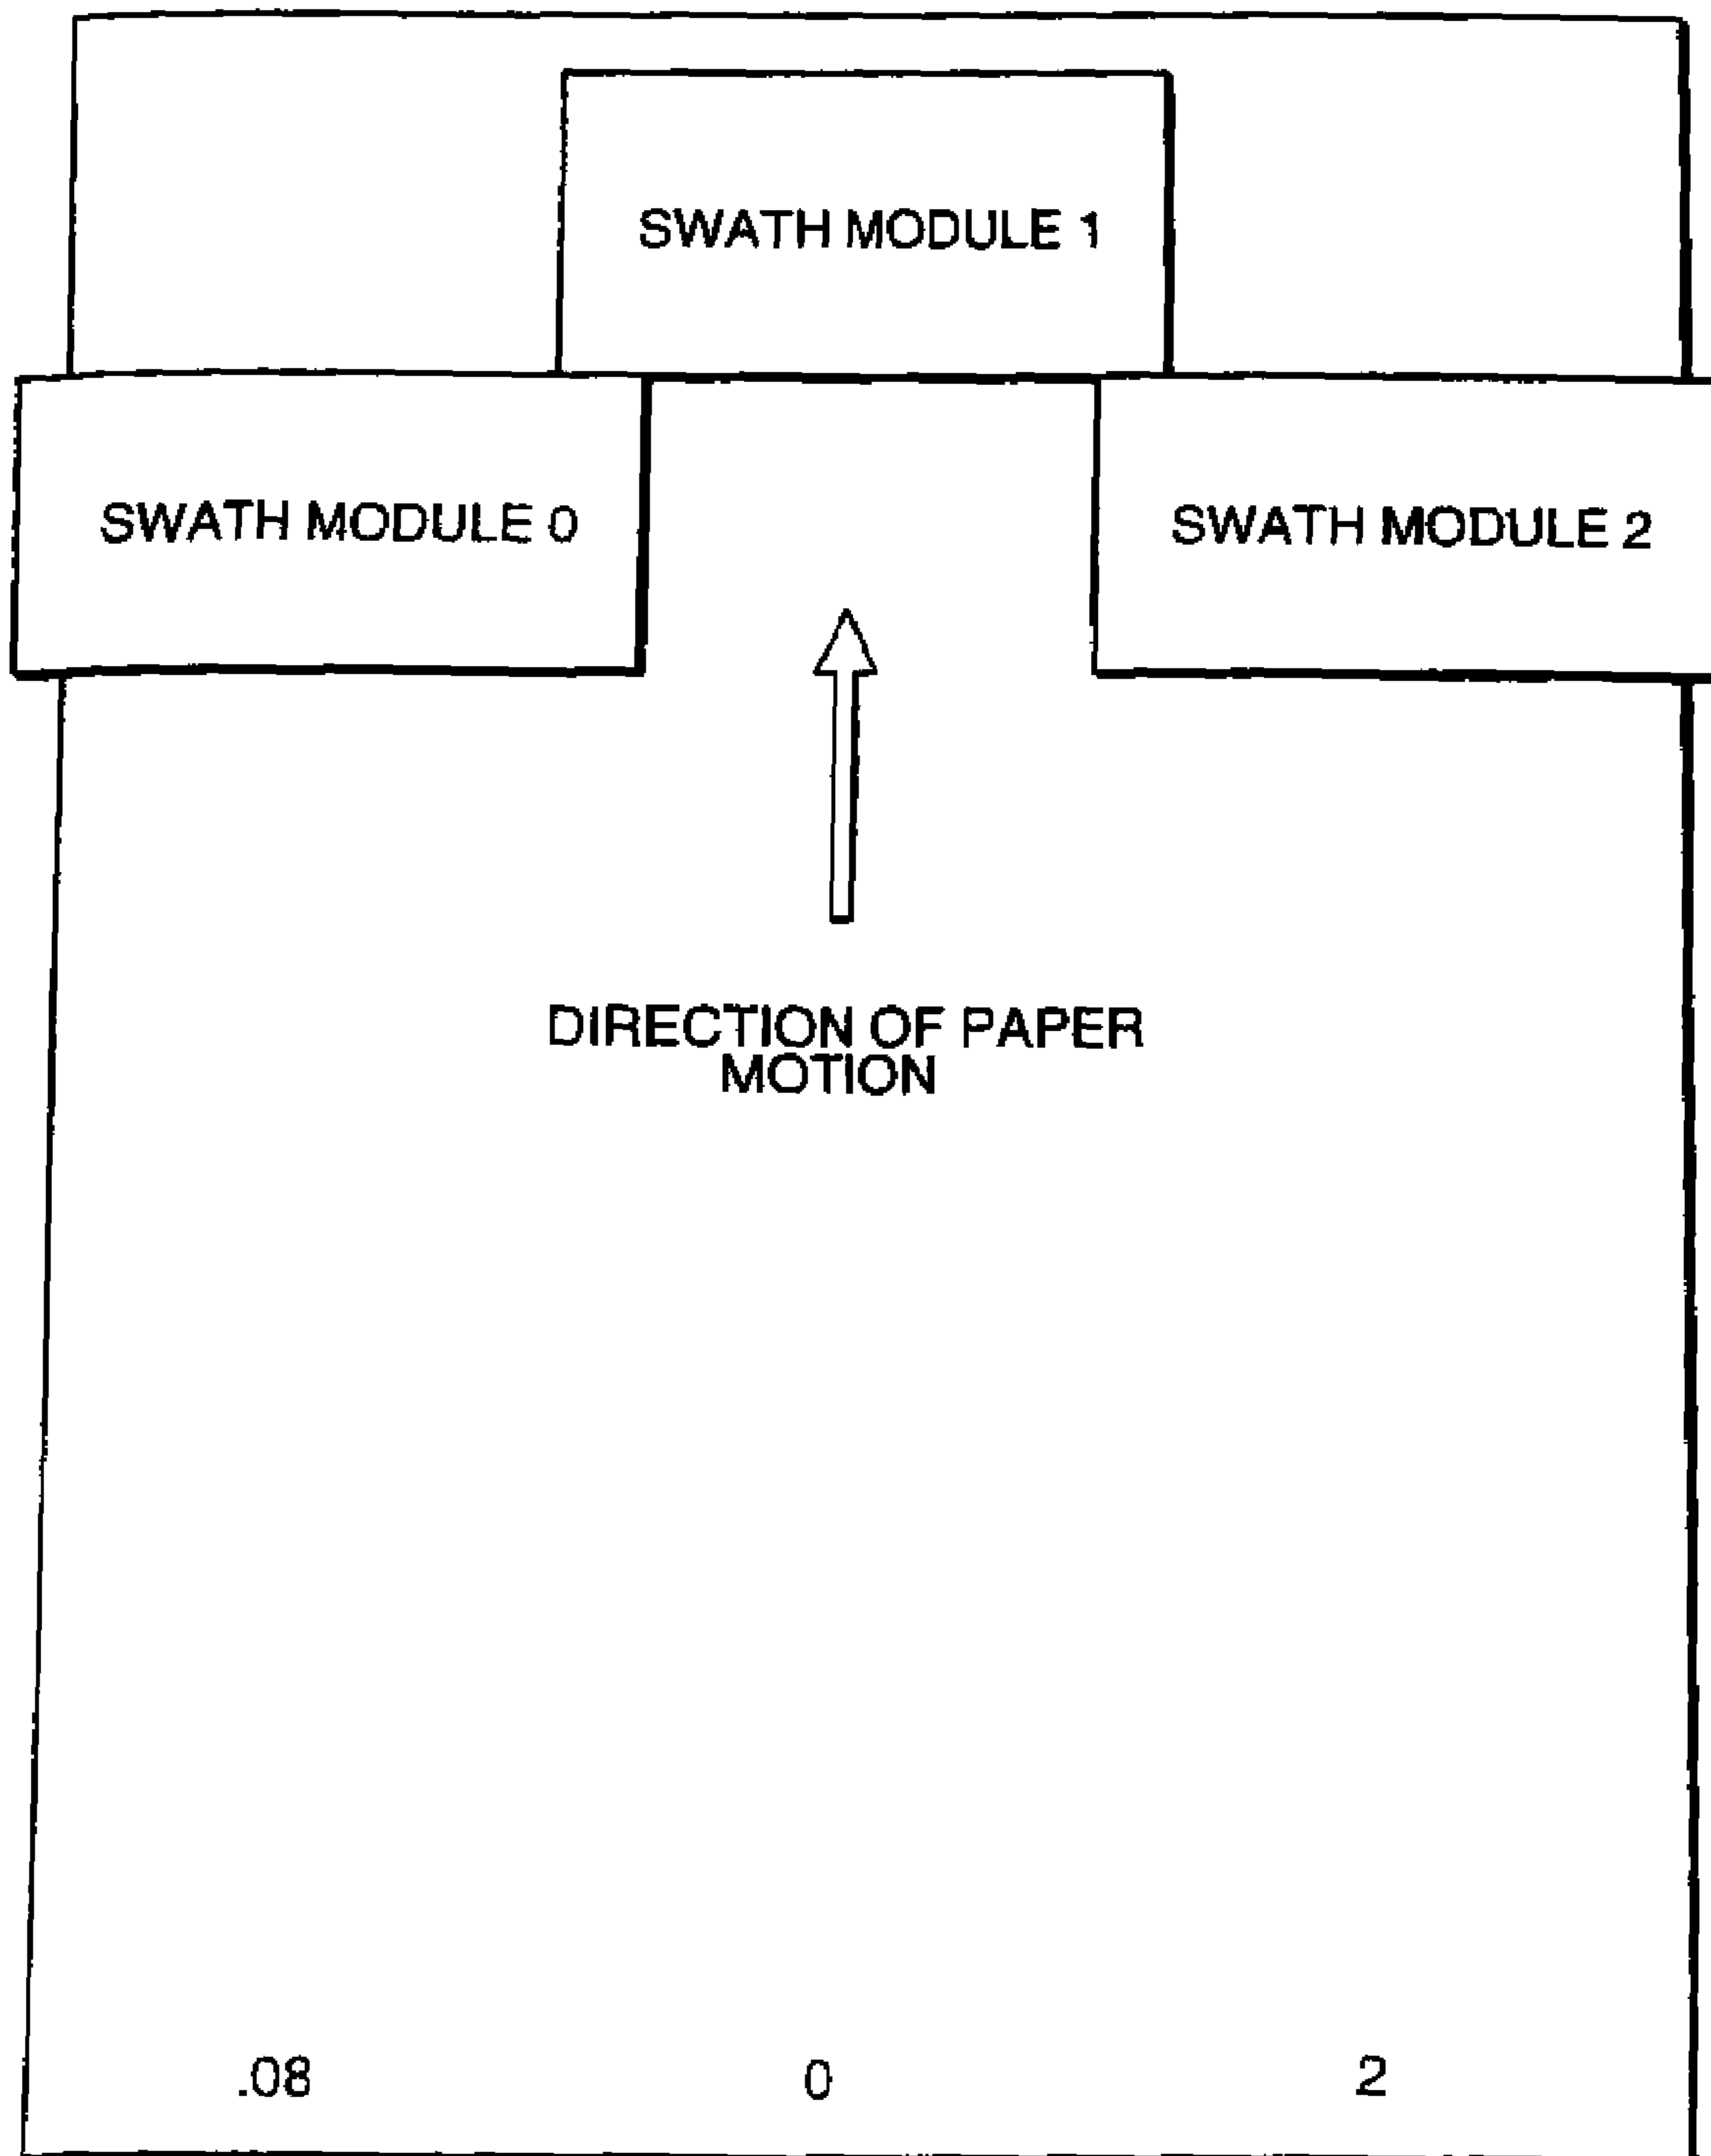 SWATH MODULE 1
SWATH MODULE 0
SWATH MODULE 2
DIRECTION OF PAPER
MOTION
.08
0
2